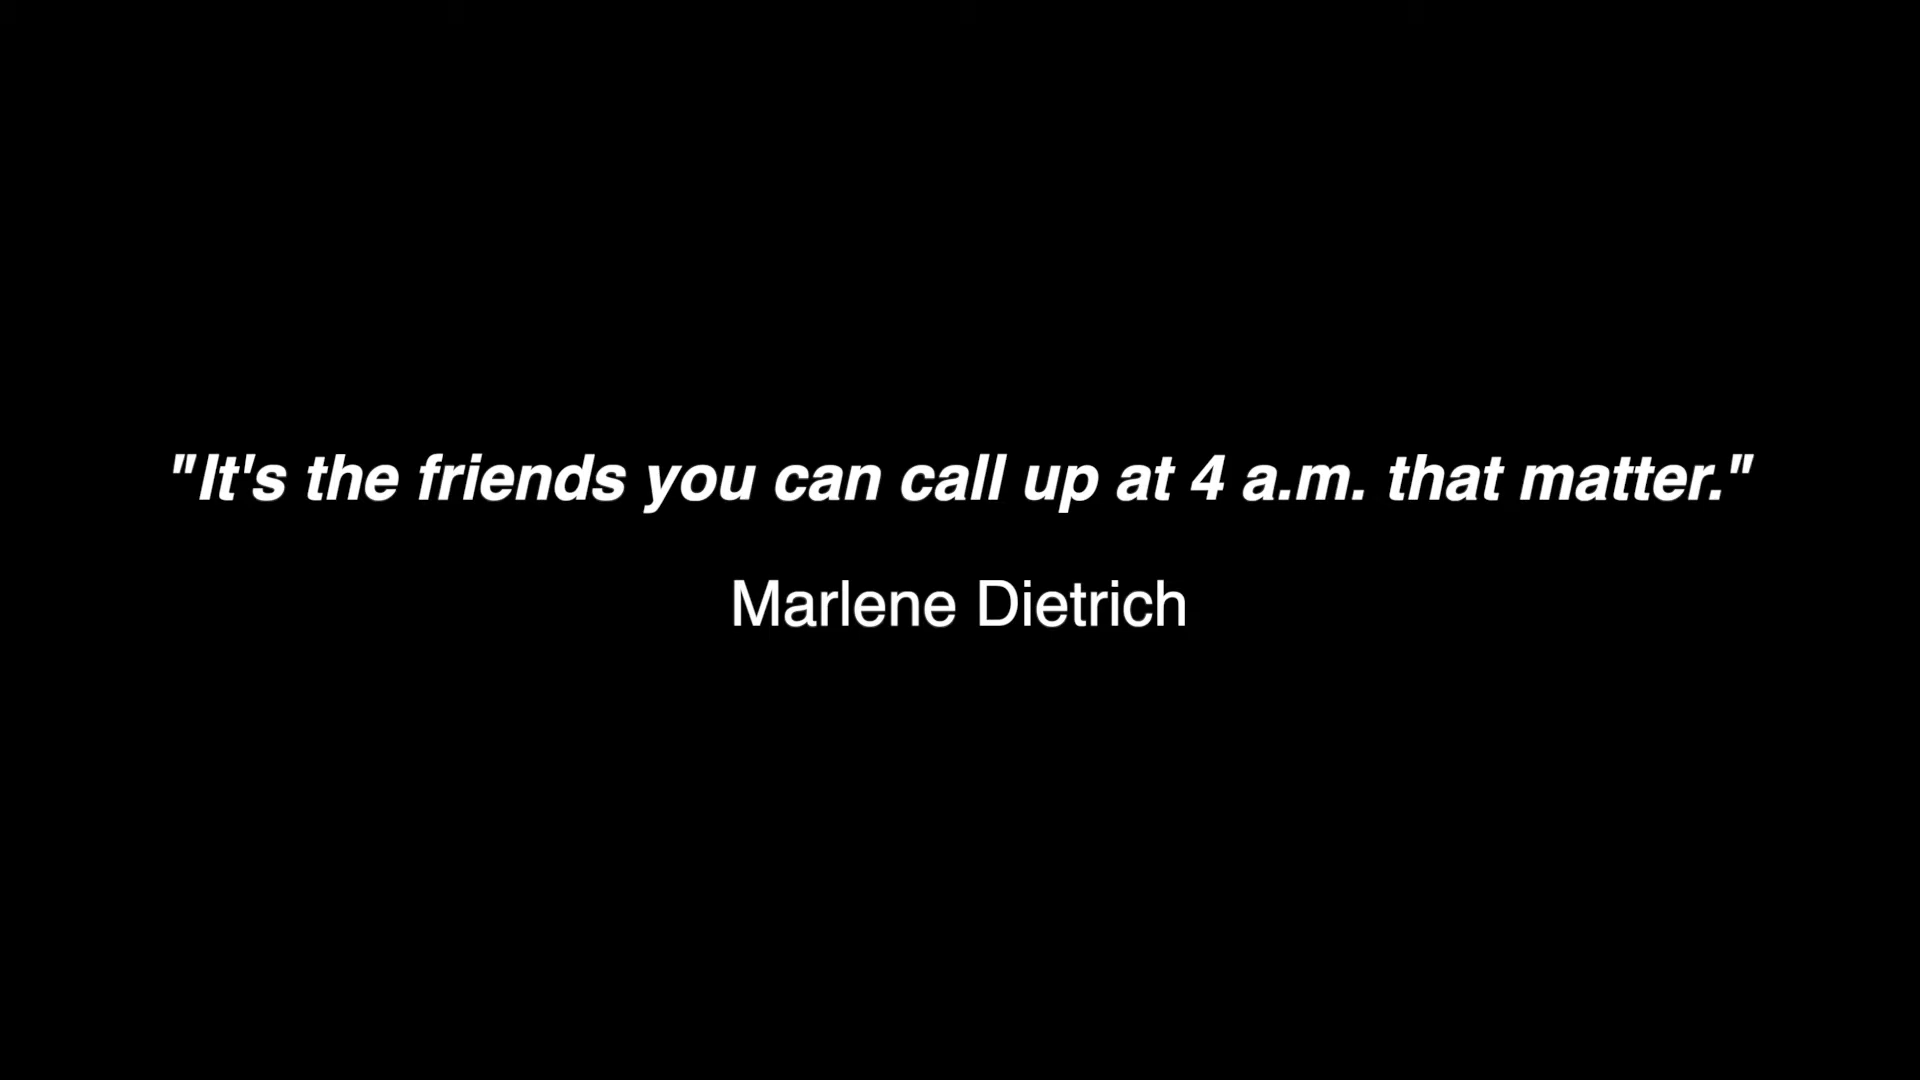 "It's the friends you can call up at 4 a.m. that matter."
Marlene Dietrich